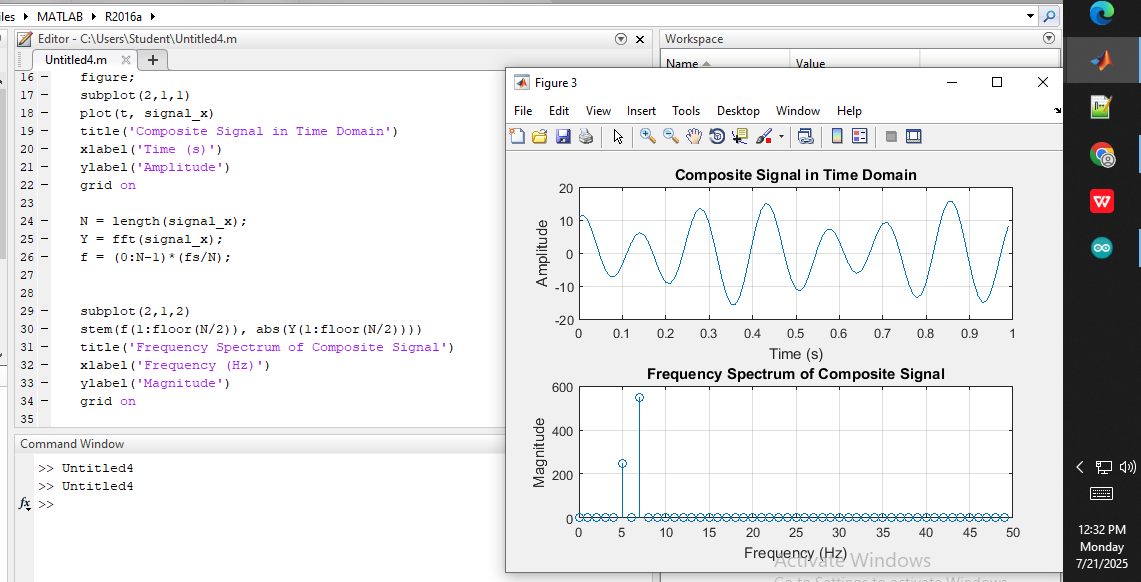 iles ▸ MATLAB ▸ R2016a ▸
Editor - C:\Users\Student\Untitled4.m
Workspace
Untitled4.m
Name
Value
16 - figure;
17 - subplot(2,1,1)
18 - plot(t, signal_x)
19 - title('Composite Signal in Time Domain')
20 - xlabel('Time (s)')
21 - ylabel('Amplitude')
22 - grid on
23
24 - N = length(signal_x);
25 - Y = fft(signal_x);
26 - f = (0:N-1)*(fs/N);
27
28
29 - subplot(2,1,2)
30 - stem(f(1:floor(N/2)), abs(Y(1:floor(N/2))))
31 - title('Frequency Spectrum of Composite Signal')
32 - xlabel('Frequency (Hz)')
33 - ylabel('Magnitude')
34 - grid on
35
Command Window
>> Untitled4
>> Untitled4
fx >>
Figure 3
File Edit View Insert Tools Desktop Window Help
Composite Signal in Time Domain
Amplitude
20
10
0
-10
-20
0 0.1 0.2 0.3 0.4 0.5 0.6 0.7 0.8 0.9 1
Time (s)
Frequency Spectrum of Composite Signal
Magnitude
600
400
200
0
0 5 10 15 20 25 30 35 40 45 50
Frequency (Hz)
Activate Windows
Go to Settings to activate Windows
12:32 PM
Monday
7/21/2025